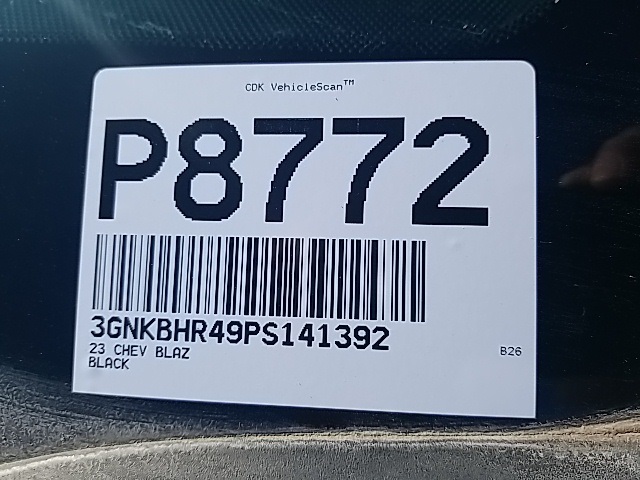 CDK VehicleScan™
P8772
3GNKBHR49PS141392
23 CHEV BLAZ
BLACK
B26